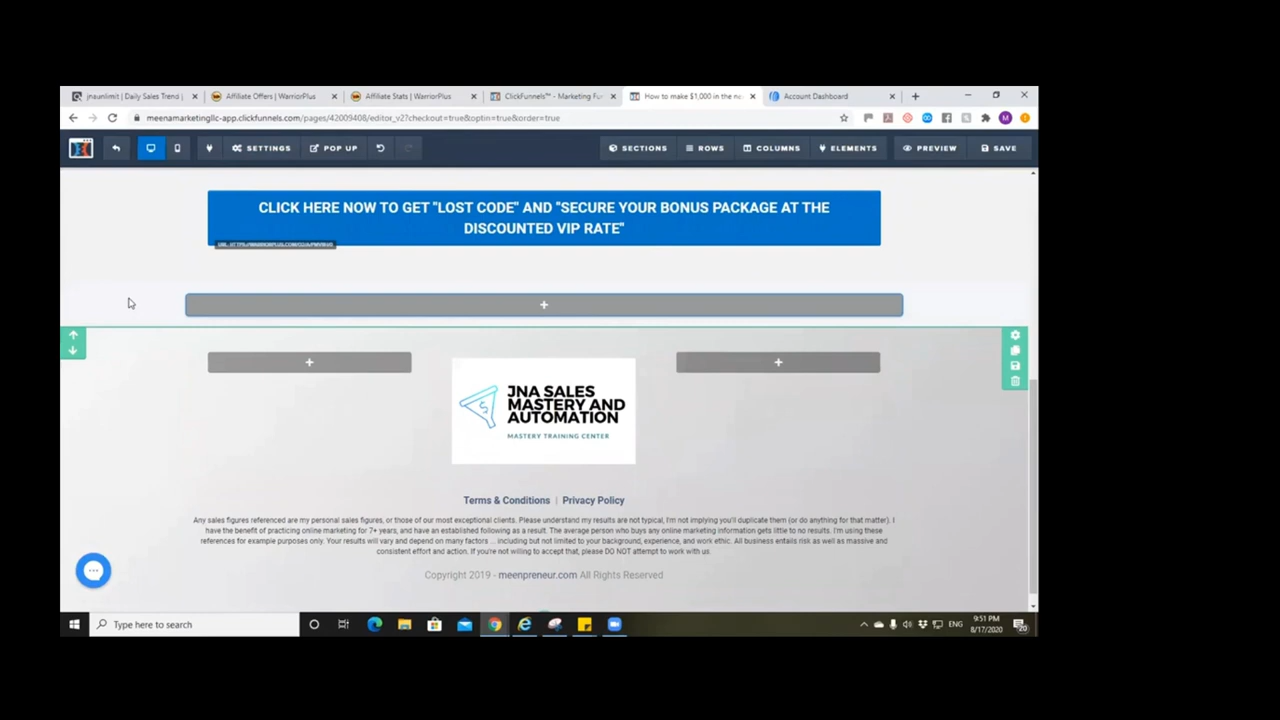 jnaunlimit | Daily Sales Trend |
Affiliate Offers | WarriorPlus
Affiliate Stats | WarriorPlus
ClickFunnels™ - Marketing Fu
How to make $1,000 in the ne
Account Dashboard
meenamarketingllc-app.clickfunnels.com/pages/42009408/editor_v2?checkout=true&optin=true&order=true
M
SETTINGS
POP UP
SECTIONS
ROWS
COLUMNS
ELEMENTS
PREVIEW
SAVE
CLICK HERE NOW TO GET "LOST CODE" AND "SECURE YOUR BONUS PACKAGE AT THE
DISCOUNTED VIP RATE"
JNA SALES
MASTERY AND
AUTOMATION
MASTERY TRAINING CENTER
Terms & Conditions | Privacy Policy
Any sales figures referenced are my personal sales figures, or those of our most exceptional clients. Please understand my results are not typical, I'm not implying you'll duplicate them (or do anything for that matter). I
have the benefit of practicing online marketing for 7+ years, and have an established following as a result. The average person who buys any online marketing information gets little to no results. I'm using these
references for example purposes only. Your results will vary and depend on many factors ... including but not limited to your background, experience, and work ethic. All business entails risk as well as massive and
consistent effort and action. If you're not willing to accept that, please DO NOT attempt to work with us.
Copyright 2019 - meenpreneur.com All Rights Reserved
Type here to search
ENG
9:51 PM
8/17/2020
20